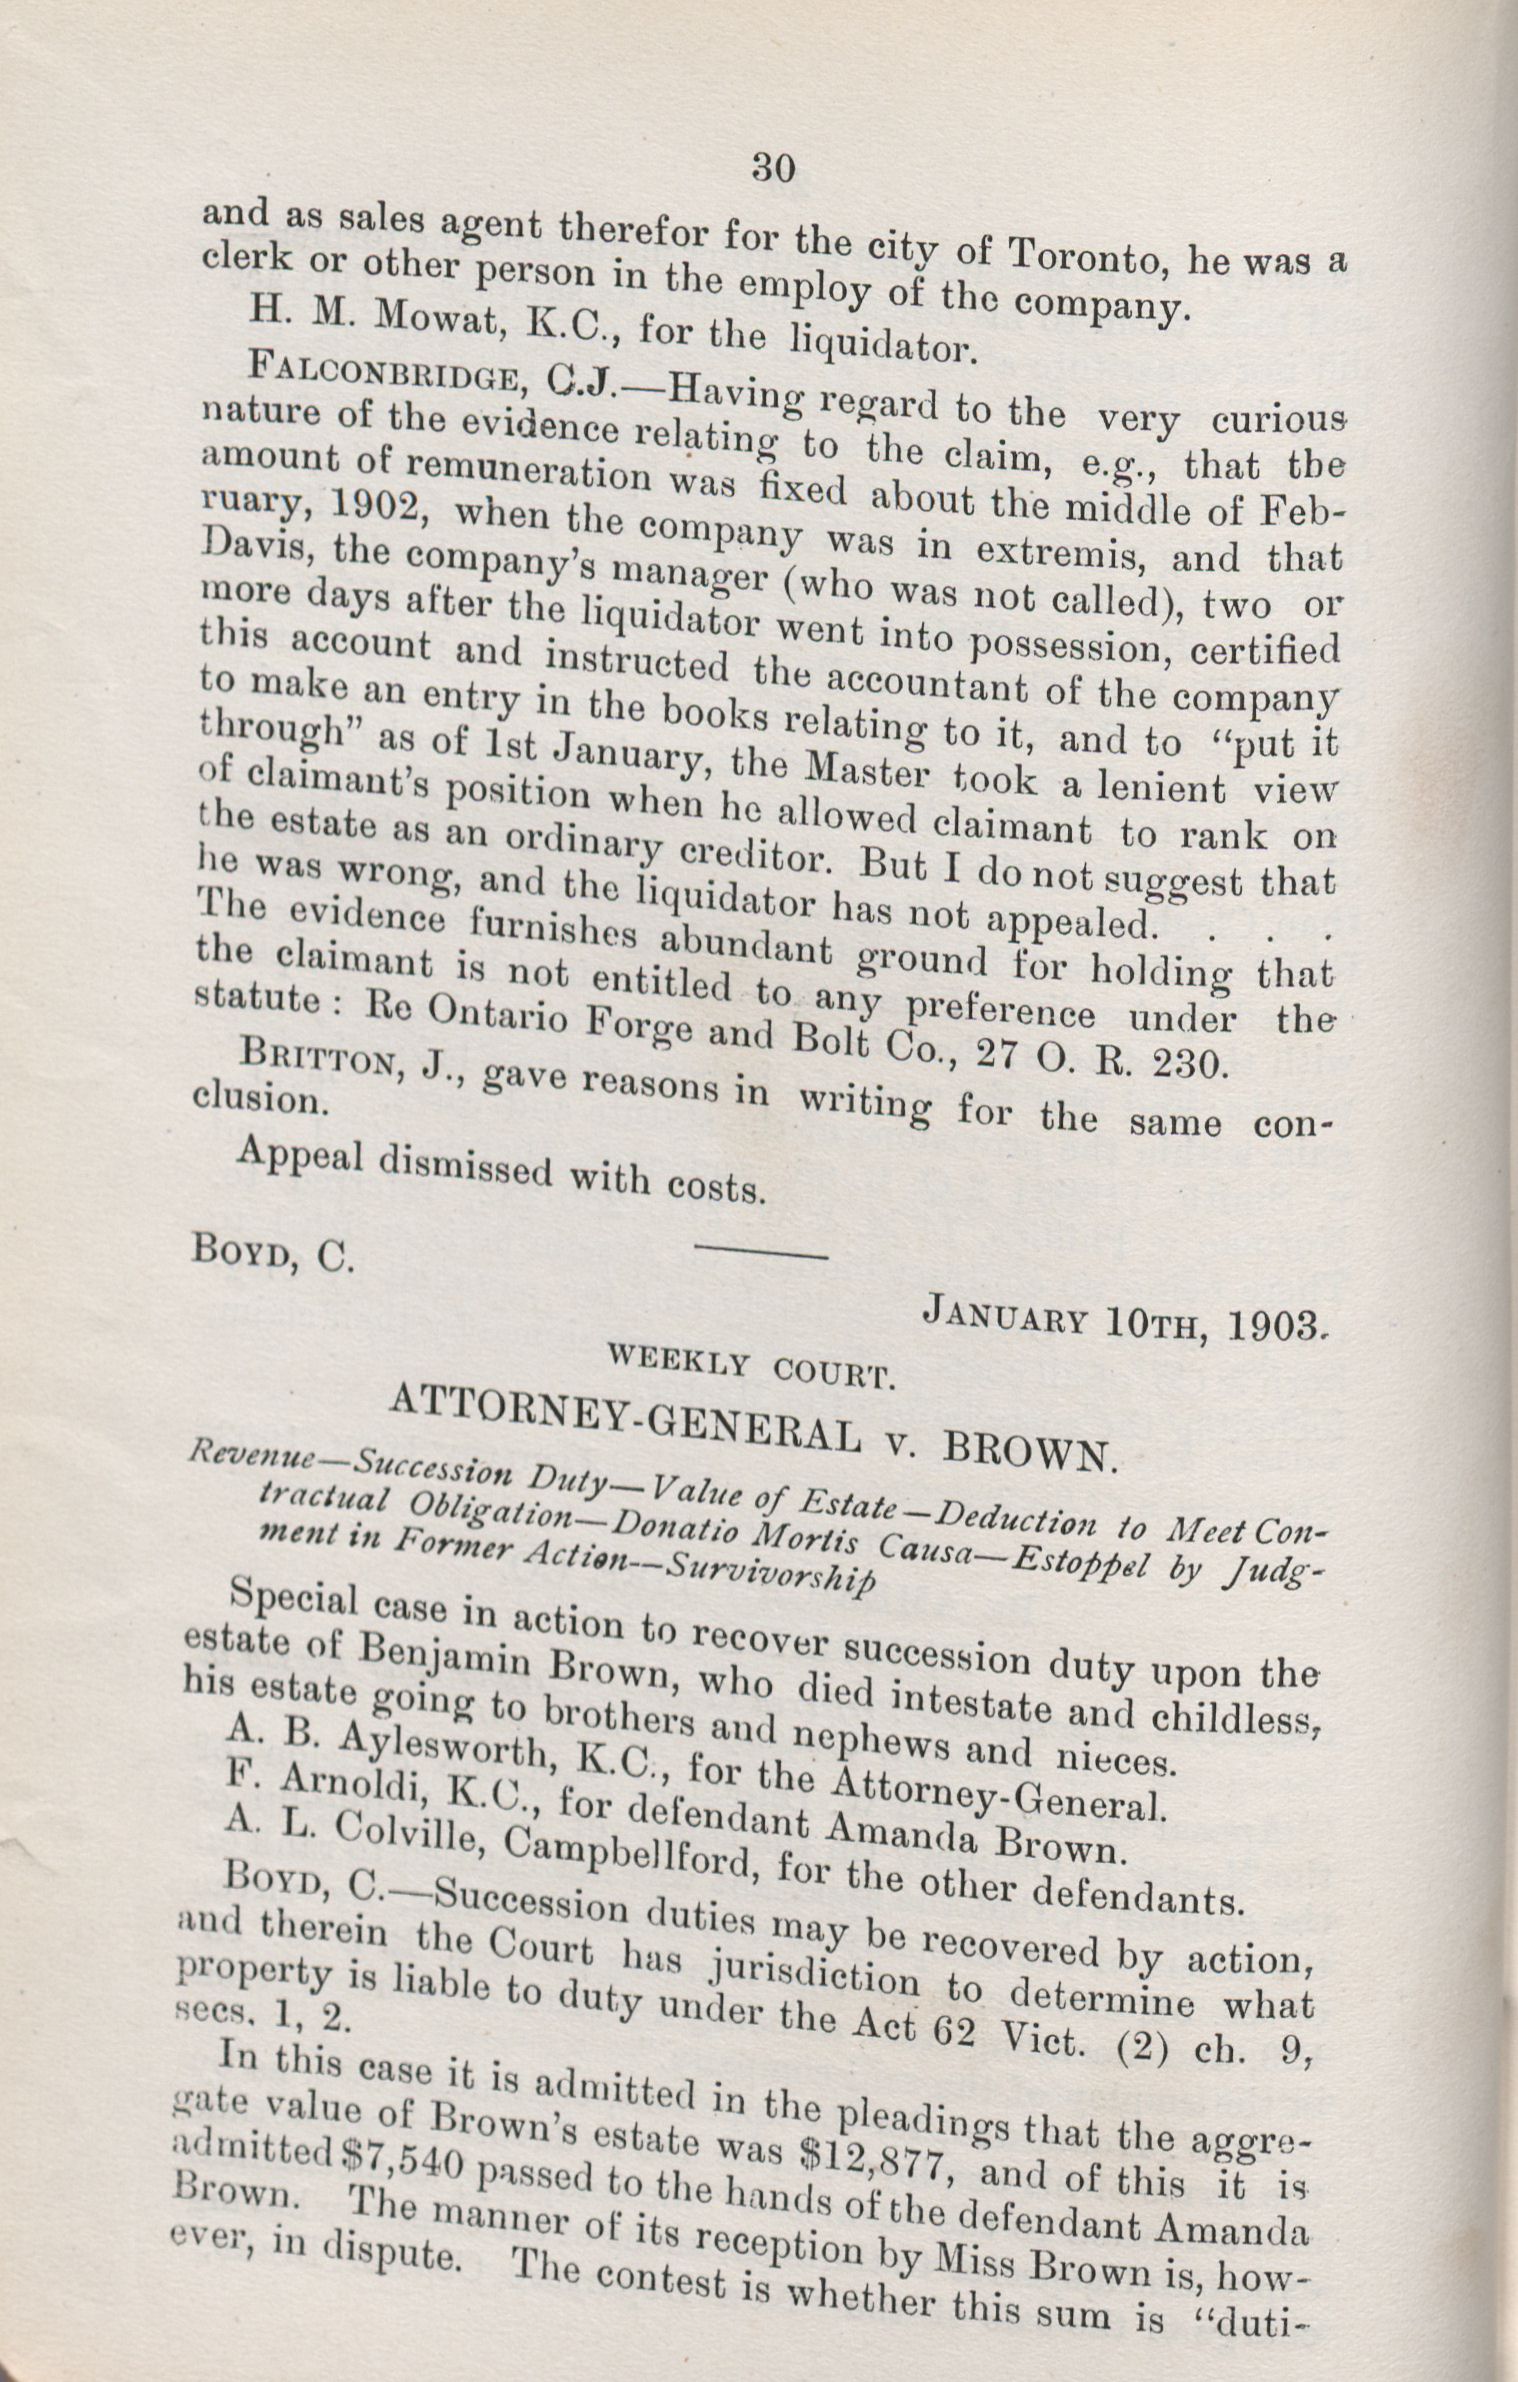 30
and as sales agent therefor for the city of Toronto, he was a
clerk or other person in the employ of the company.
H. M. Mowat, K.C., for the liquidator.
FALCONBRIDGE, C.J.—Having regard to the very curious
nature of the evidence relating to the claim, e.g., that the
amount of remuneration was fixed about the middle of Feb-
ruary, 1902, when the company was in extremis, and that
Davis, the company's manager (who was not called), two or
more days after the liquidator went into possession, certified
this account and instructed the accountant of the company
to make an entry in the books relating to it, and to "put it
through" as of 1st January, the Master took a lenient view
of claimant's position when he allowed claimant to rank on
the estate as an ordinary creditor. But I do not suggest that
he was wrong, and the liquidator has not appealed. . . .
The evidence furnishes abundant ground for holding that
the claimant is not entitled to any preference under the
statute : Re Ontario Forge and Bolt Co., 27 O. R. 230.
BRITTON, J., gave reasons in writing for the same con-
clusion.
Appeal dismissed with costs.
BOYD, C.
JANUARY 10TH, 1903.
WEEKLY COURT.
ATTORNEY-GENERAL v. BROWN.
Revenue—Succession Duty—Value of Estate—Deduction to Meet Con-
tractual Obligation—Donatio Mortis Causa—Estoppel by Judg-
ment in Former Action—Survivorship
Special case in action to recover succession duty upon the
estate of Benjamin Brown, who died intestate and childless,
his estate going to brothers and nephews and nieces.
A. B. Aylesworth, K.C., for the Attorney-General.
F. Arnoldi, K.C., for defendant Amanda Brown.
A. L. Colville, Campbellford, for the other defendants.
BOYD, C.—Succession duties may be recovered by action,
and therein the Court has jurisdiction to determine what
property is liable to duty under the Act 62 Vict. (2) ch. 9,
secs. 1, 2.
In this case it is admitted in the pleadings that the aggre-
gate value of Brown's estate was $12,877, and of this it is
admitted $7,540 passed to the hands of the defendant Amanda
Brown. The manner of its reception by Miss Brown is, how-
ever, in dispute. The contest is whether this sum is "duti-